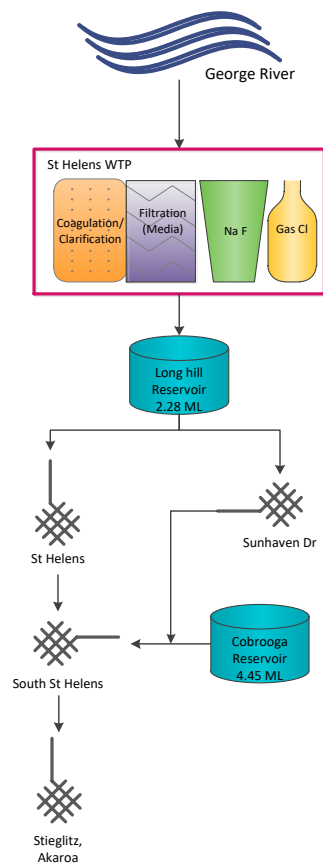 George River
St Helens WTP
Coagulation/
Clarification
Filtration
(Media)
Na F
Gas Cl
Long hill
Reservoir
2.28 ML
St Helens
Sunhaven Dr
Cobrooga
Reservoir
4.45 ML
South St Helens
Stieglitz,
Akaroa